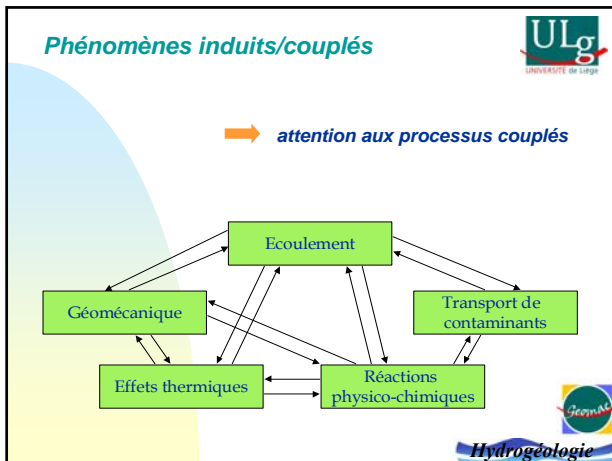 Phénomènes induits/couplés
ULg
UNIVERSITÉ de Liège
attention aux processus couplés
Ecoulement
Géomécanique
Transport de
contaminants
Effets thermiques
Réactions
physico-chimiques
Geomac
Hydrogéologie